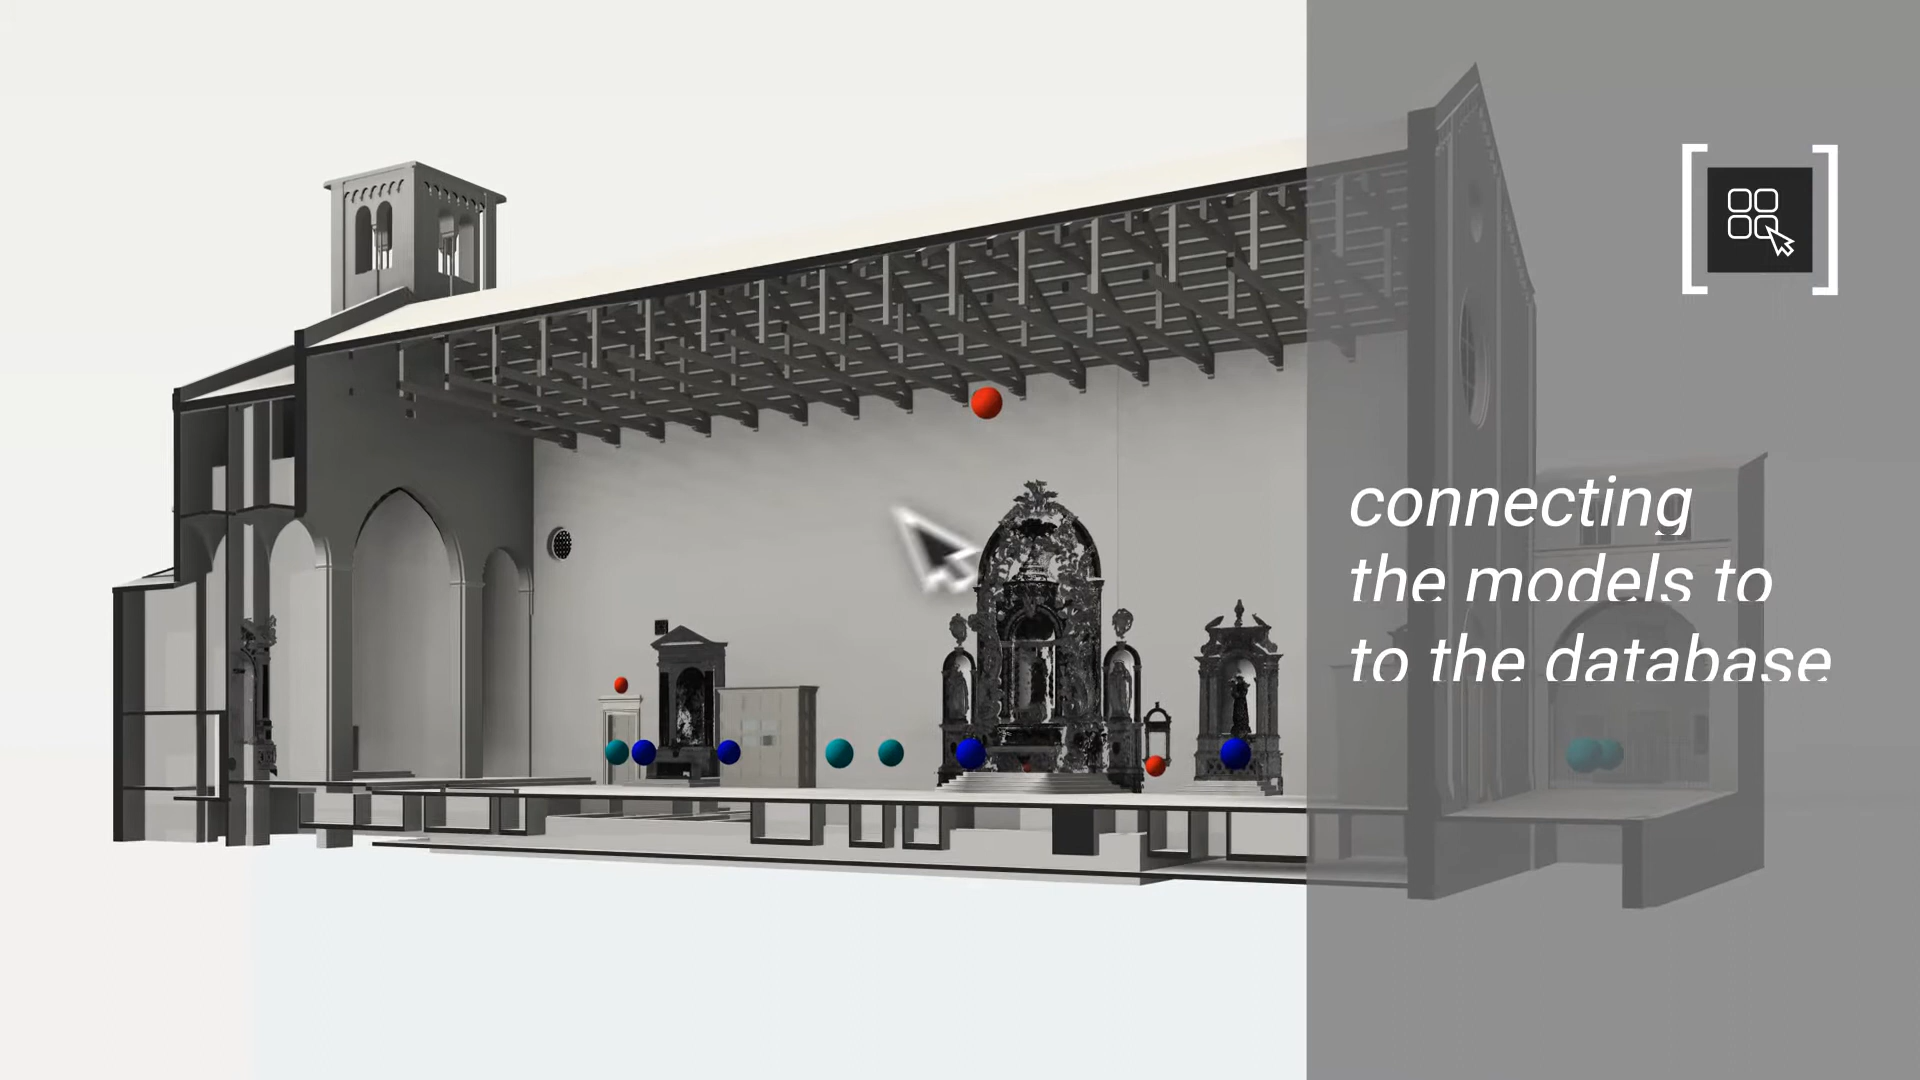 connecting
the models to
to the database